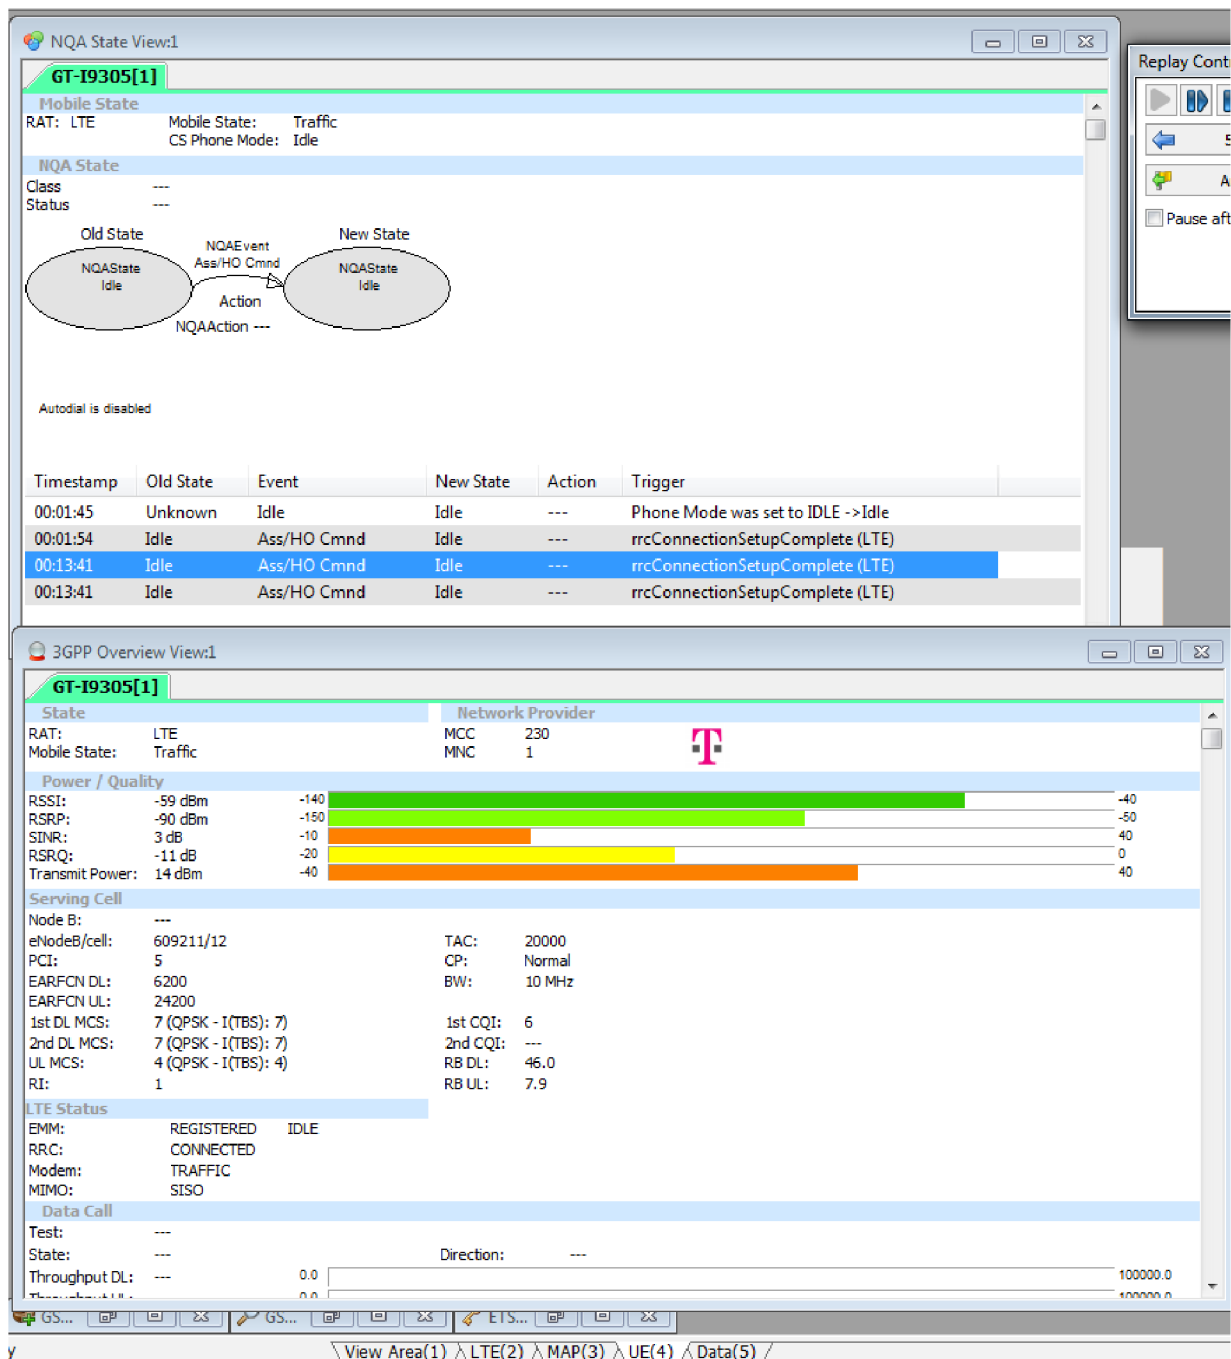 NQA State View:1
Replay Cont
GT-I9305[1]
Mobile State
RAT: LTE Mobile State: Traffic
CS Phone Mode: Idle
NQA State
Class ---
Status ---
Pause aft
Old State New State
NQAEvent
Ass/HO Cmnd
NQAState NQAState
Idle Idle
Action
NQAAction ---
Autodial is disabled
Timestamp Old State Event New State Action Trigger
00:01:45 Unknown Idle Idle --- Phone Mode was set to IDLE ->Idle
00:01:54 Idle Ass/HO Cmnd Idle --- rrcConnectionSetupComplete (LTE)
00:13:41 Idle Ass/HO Cmnd Idle --- rrcConnectionSetupComplete (LTE)
00:13:41 Idle Ass/HO Cmnd Idle --- rrcConnectionSetupComplete (LTE)
3GPP Overview View:1
GT-I9305[1]
State Network Provider
RAT: LTE MCC 230
Mobile State: Traffic MNC 1
T
Power / Quality
RSSI: -59 dBm -140 -40
RSRP: -90 dBm -150 -50
SINR: 3 dB -10 40
RSRQ: -11 dB -20 0
Transmit Power: 14 dBm -40 40
Serving Cell
Node B: ---
eNodeB/cell: 609211/12 TAC: 20000
PCI: 5 CP: Normal
EARFCN DL: 6200 BW: 10 MHz
EARFCN UL: 24200
1st DL MCS: 7 (QPSK - I(TBS): 7) 1st CQI: 6
2nd DL MCS: 7 (QPSK - I(TBS): 7) 2nd CQI: ---
UL MCS: 4 (QPSK - I(TBS): 4) RB DL: 46.0
RI: 1 RB UL: 7.9
LTE Status
EMM: REGISTERED IDLE
RRC: CONNECTED
Modem: TRAFFIC
MIMO: SISO
Data Call
Test: ---
State: --- Direction: ---
Throughput DL: --- 0.0 100000.0
GS... GS... ETS...
View Area(1) LTE(2) MAP(3) UE(4) Data(5)